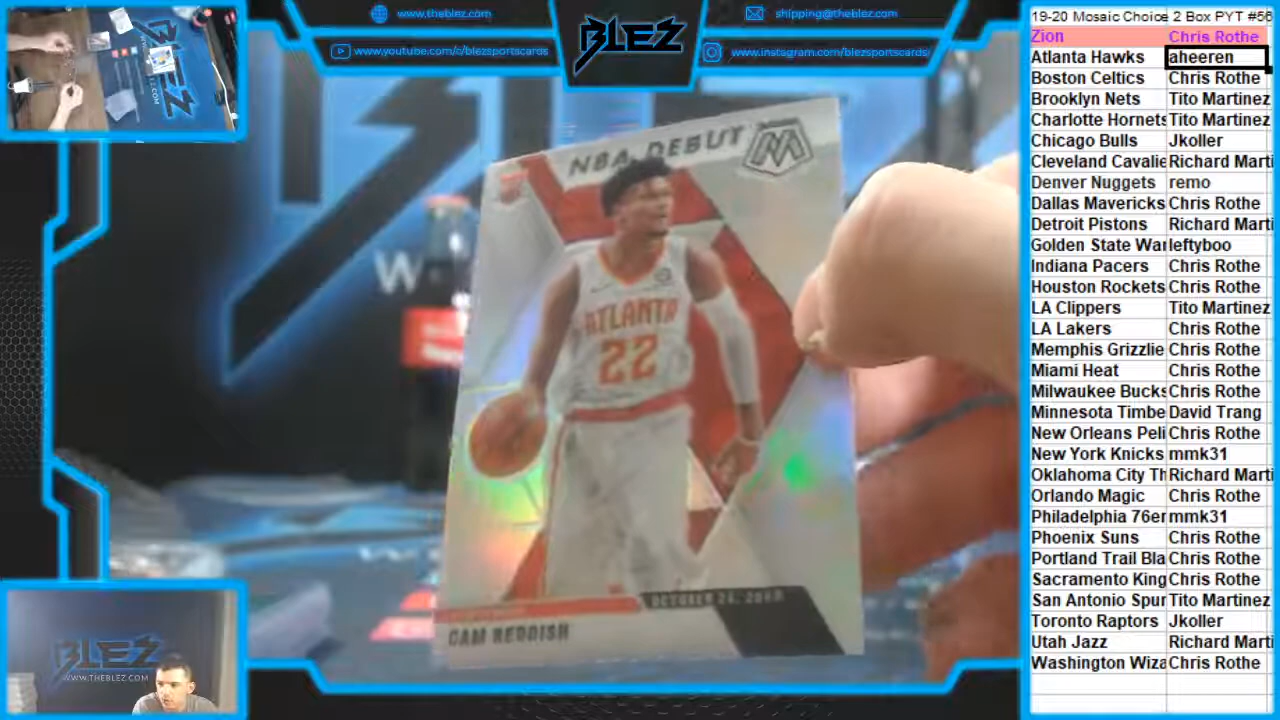 www.theblez.com
BLEZ
shipping@theblez.com
www.youtube.com/c/blezsportscards
www.instagram.com/blezsportscards
BLEZ
NBA DEBUT
M
ATLANTA
22
OCTOBER 24, 2019
CAM REDDISH
W
BLEZ
WWW.THEBLEZ.COM
19-20 Mosaic Choice 2 Box PYT #56
Zion Chris Rothe
Atlanta Hawks aheeren
Boston Celtics Chris Rothe
Brooklyn Nets Tito Martinez
Charlotte Hornets Tito Martinez
Chicago Bulls Jkoller
Cleveland Cavalie Richard Marti
Denver Nuggets remo
Dallas Mavericks Chris Rothe
Detroit Pistons Richard Marti
Golden State War leftyboo
Indiana Pacers Chris Rothe
Houston Rockets Chris Rothe
LA Clippers Tito Martinez
LA Lakers Chris Rothe
Memphis Grizzlie Chris Rothe
Miami Heat Chris Rothe
Milwaukee Bucks Chris Rothe
Minnesota Timbe David Trang
New Orleans Peli Chris Rothe
New York Knicks mmk31
Oklahoma City Th Richard Marti
Orlando Magic Chris Rothe
Philadelphia 76er mmk31
Phoenix Suns Chris Rothe
Portland Trail Bla Chris Rothe
Sacramento King Chris Rothe
San Antonio Spur Tito Martinez
Toronto Raptors Jkoller
Utah Jazz Richard Marti
Washington Wiza Chris Rothe